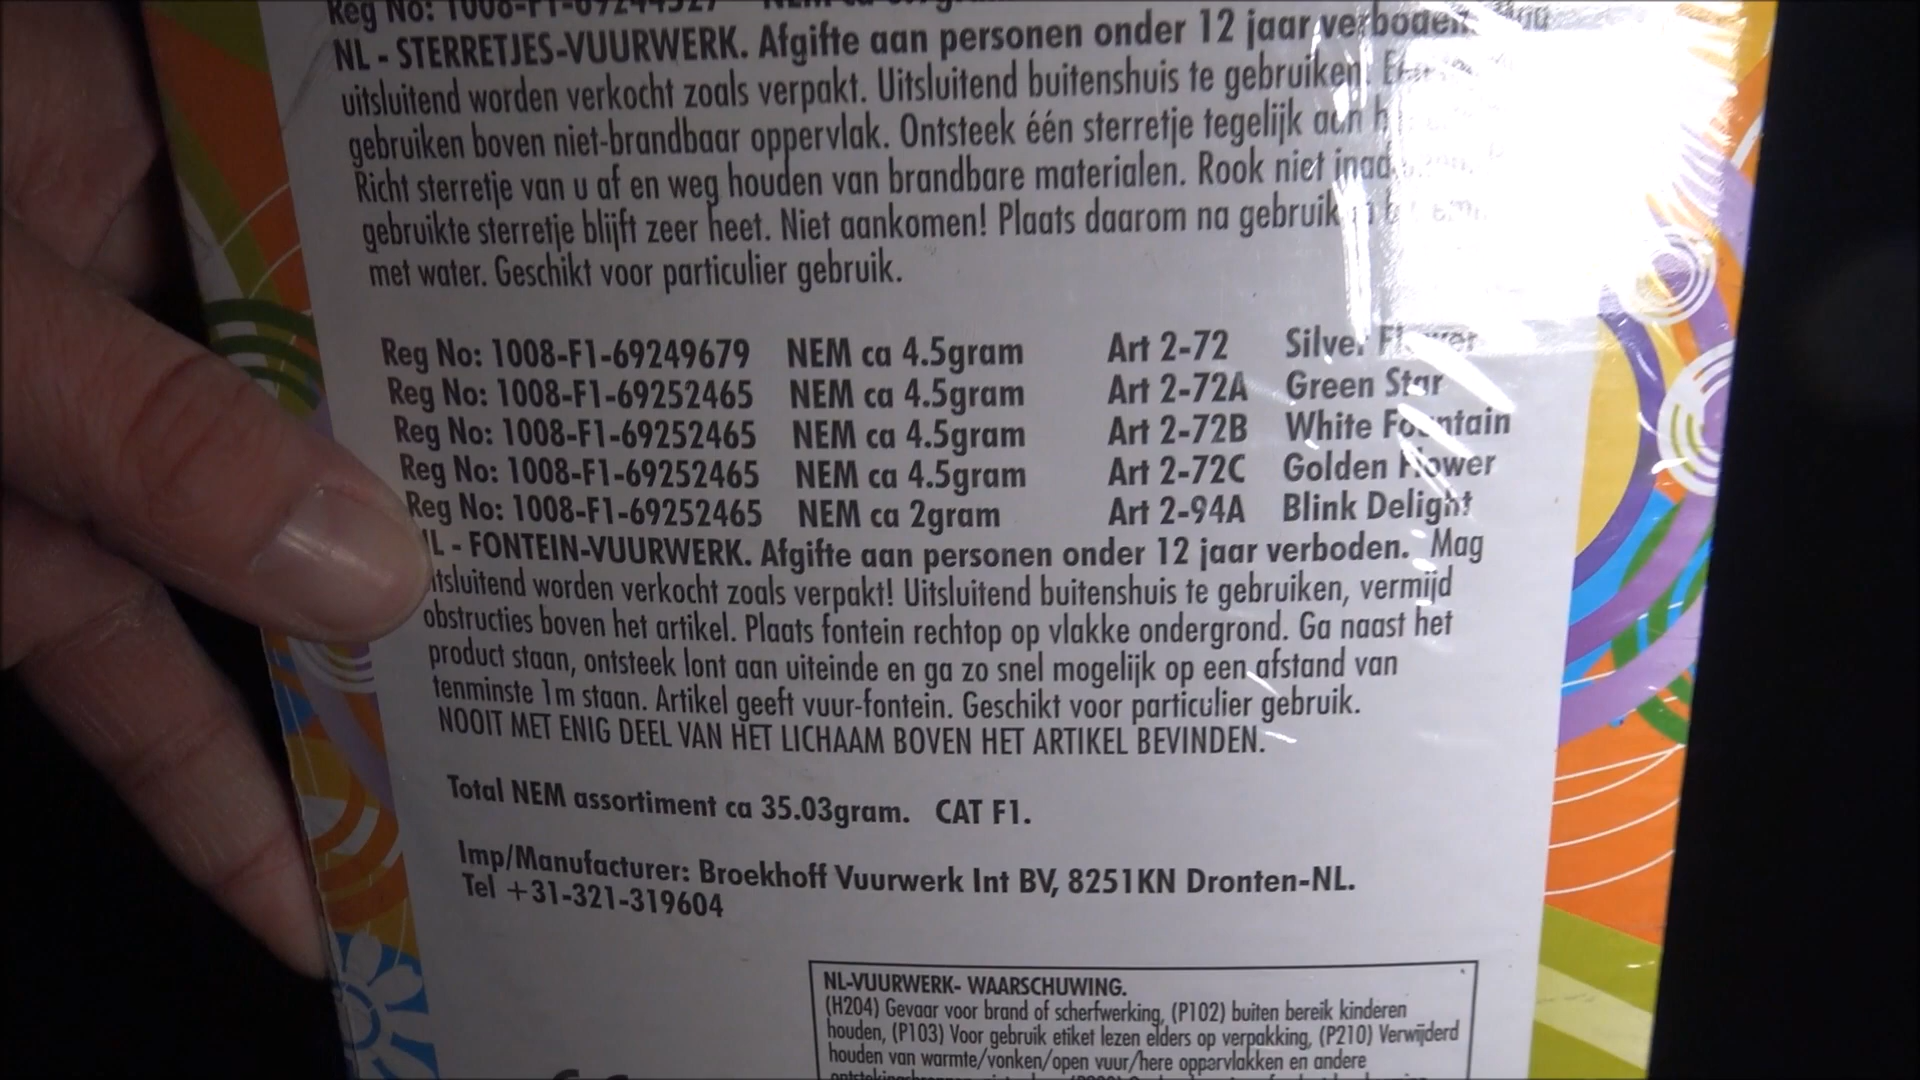 Reg No: 1008-F1-69244527 NEM ca
NL - STERRETJES-VUURWERK. Afgifte aan personen onder 12 jaar verboden. Mag
uitsluitend worden verkocht zoals verpakt. Uitsluitend buitenshuis te gebruiken.
gebruiken boven niet-brandbaar oppervlak. Ontsteek één sterretje tegelijk aan
Richt sterretje van u af en weg houden van brandbare materialen. Rook niet
gebruikte sterretje blijft zeer heet. Niet aankomen! Plaats daarom na gebruik
met water. Geschikt voor particulier gebruik.
Reg No: 1008-F1-69249679 NEM ca 4.5gram Art 2-72 Silver Flower
Reg No: 1008-F1-69252465 NEM ca 4.5gram Art 2-72A Green Star
Reg No: 1008-F1-69252465 NEM ca 4.5gram Art 2-72B White Fountain
Reg No: 1008-F1-69252465 NEM ca 4.5gram Art 2-72C Golden Flower
Reg No: 1008-F1-69252465 NEM ca 2gram Art 2-94A Blink Delight
NL - FONTEIN-VUURWERK. Afgifte aan personen onder 12 jaar verboden. Mag
uitsluitend worden verkocht zoals verpakt! Uitsluitend buitenshuis te gebruiken, vermijd
obstructies boven het artikel. Plaats fontein rechtop op vlakke ondergrond. Ga naast het
product staan, ontsteek lont aan uiteinde en ga zo snel mogelijk op een afstand van
tenminste 1m staan. Artikel geeft vuur-fontein. Geschikt voor particulier gebruik.
NOOIT MET ENIG DEEL VAN HET LICHAAM BOVEN HET ARTIKEL BEVINDEN.
Total NEM assortiment ca 35.03gram. CAT F1.
Imp/Manufacturer: Broekhoff Vuurwerk Int BV, 8251KN Dronten-NL.
Tel +31-321-319604
NL-VUURWERK- WAARSCHUWING.
(H204) Gevaar voor brand of scherfwerking, (P102) buiten bereik kinderen
houden, (P103) Voor gebruik etiket lezen elders op verpakking, (P210) Verwijderd
houden van warmte/vonken/open vuur/here opparvlakken en andere